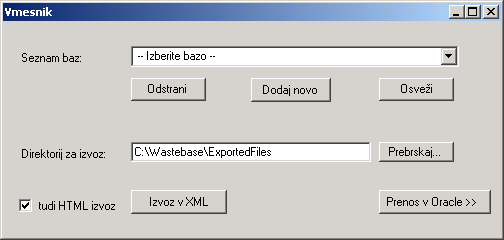 Vmesnik
Seznam baz: -- Izberite bazo --
Odstrani Dodaj novo Osveži
Direktorij za izvoz: C:\Wastebase\ExportedFiles Prebrskaj...
tudi HTML izvoz Izvoz v XML Prenos v Oracle >>